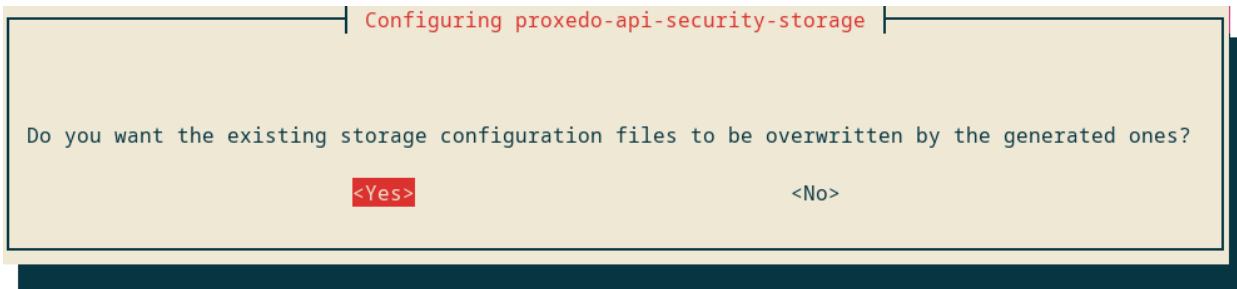 Configuring proxedo-api-security-storage
Do you want the existing storage configuration files to be overwritten by the generated ones?
<Yes> <No>